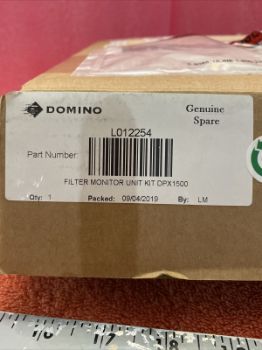 DOMINO
Genuine
Spare
L012254
Part Number:
FILTER MONITOR UNIT KIT DPX1500
Qty: 1 Packed: 09/04/2019 By: LM